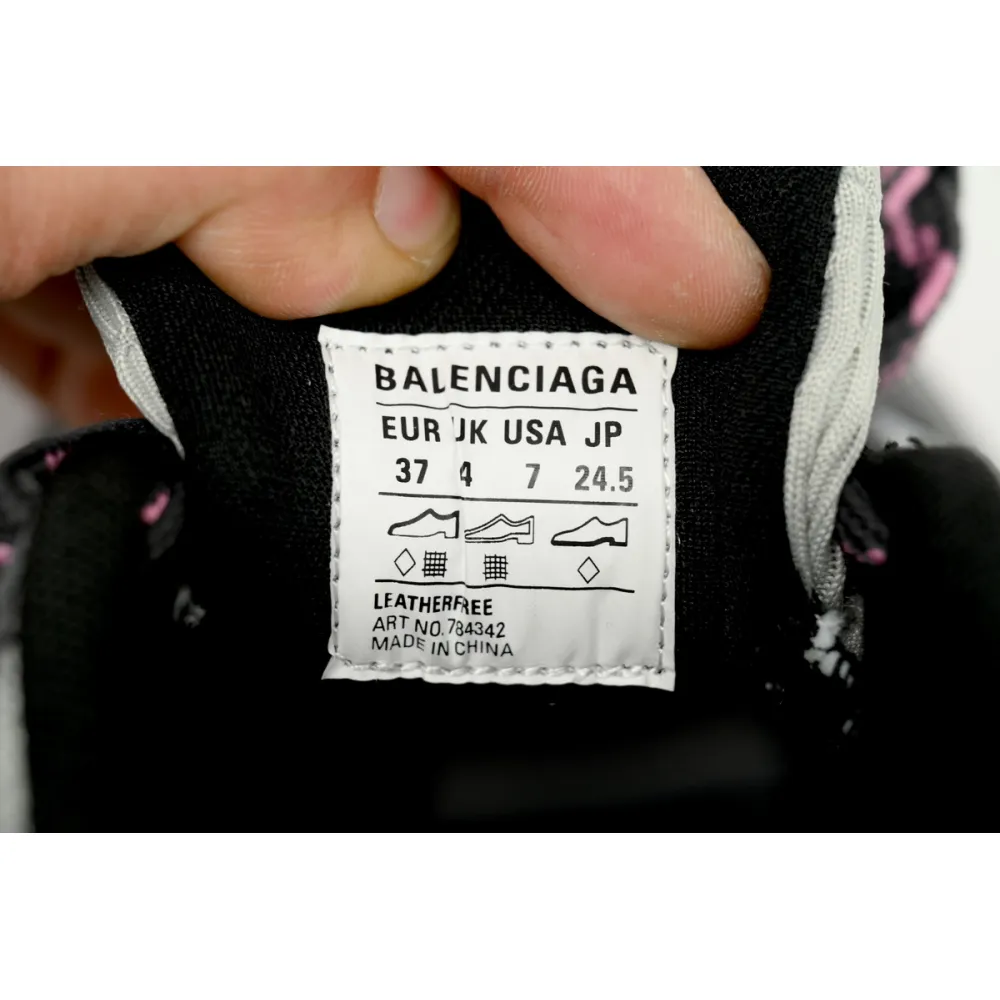 BALENCIAGA
EUR UK USA JP
37 4 7 24.5
LEATHERFREE
ART NO.784342
MADE IN CHINA